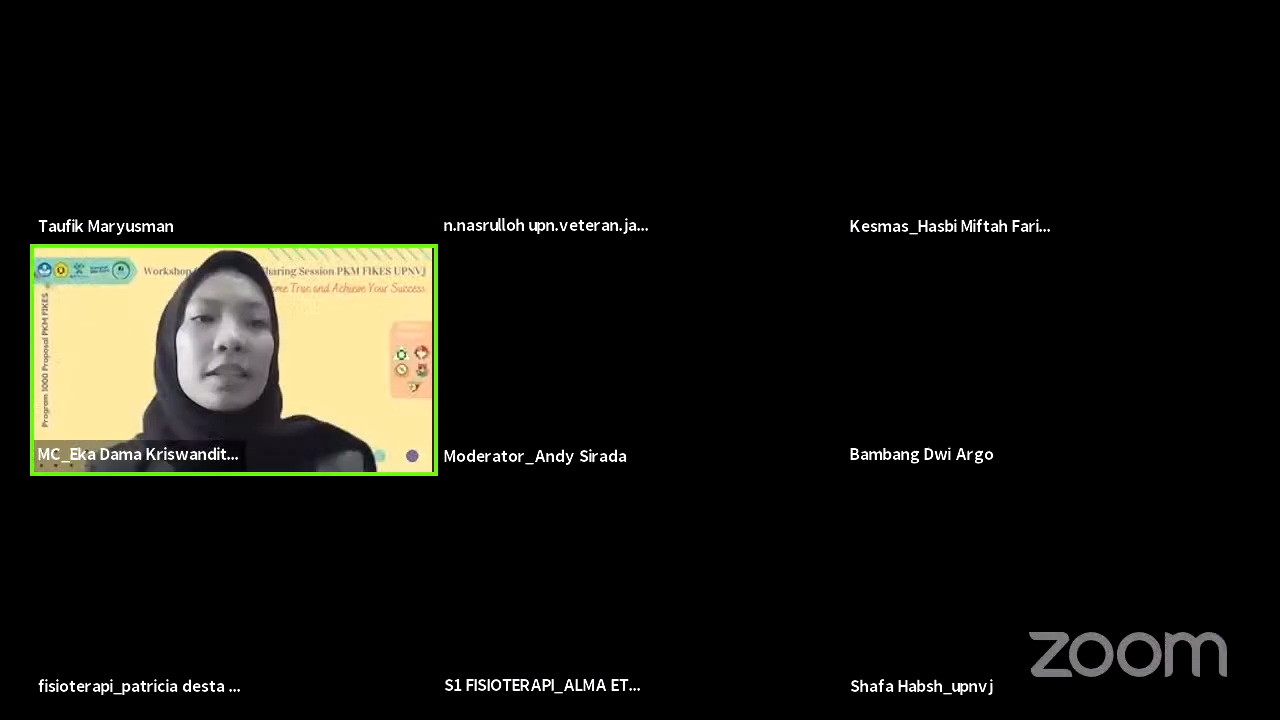 Taufik Maryusman
n.nasrulloh upn.veteran.ja...
Kesmas_Hasbi Miftah Fari...
Workshop
haring Session PKM FIKES UPNVJ
ome True and Achieve Your Success
Program 1000 Proposal PKM FIKES
MC_Eka Dama Kriswandit...
Moderator_Andy Sirada
Bambang Dwi Argo
fisioterapi_patricia desta ...
S1 FISIOTERAPI_ALMA ET...
Shafa Habsh_upnvj
zoom